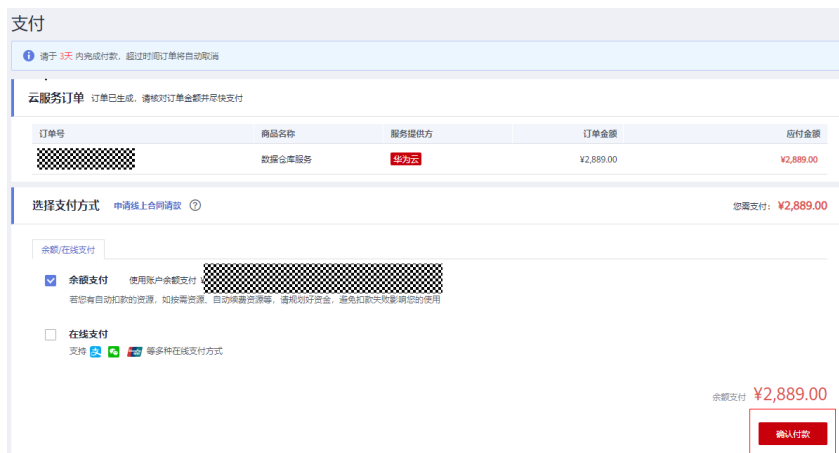 支付
请于 3天 内完成付款，超过时间订单将自动取消
云服务订单 订单已生成，请核对订单金额并尽快支付
订单号 商品名称 服务提供方 订单金额 应付金额
数据仓库服务 华为云 ¥2,889.00 ¥2,889.00
选择支付方式 申请线上合同请款 ? 您需支付：¥2,889.00
余额/在线支付
余额支付 使用账户余额支付
若您有自动扣款的资源，如按需资源、自动续费资源等，请规划好资金，避免扣款失败影响您的使用
在线支付
支持 支 等多种在线支付方式
余额支付 ¥2,889.00
确认付款